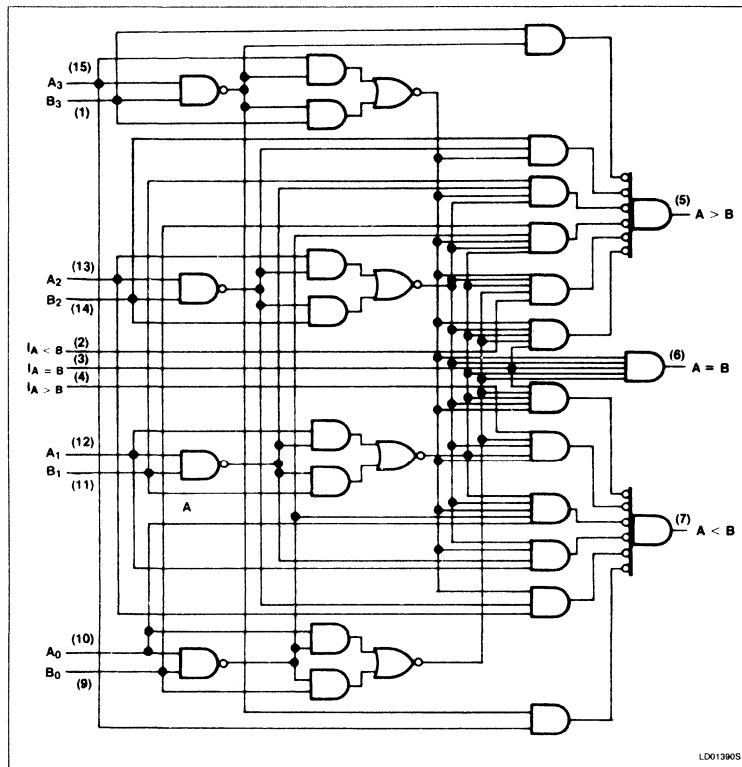 (15)
A3
B3
(1)
(5)
A > B
(13)
A2
B2
(14)
IA < B (2)
IA = B (3)
IA > B (4)
(6)
A = B
(12)
A1
B1
(11)
A
(7)
A < B
(10)
A0
B0
(9)
LD01390S